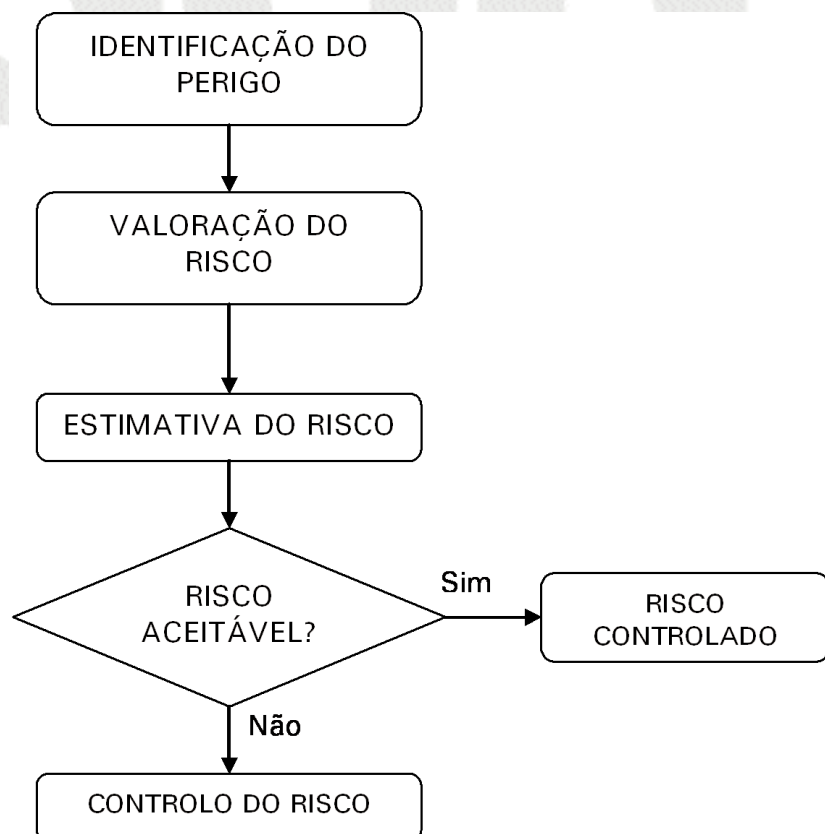 IDENTIFICAÇÃO DO
PERIGO
VALORAÇÃO DO
RISCO
ESTIMATIVA DO RISCO
RISCO
ACEITÁVEL?
Sim
RISCO
CONTROLADO
Não
CONTROLO DO RISCO